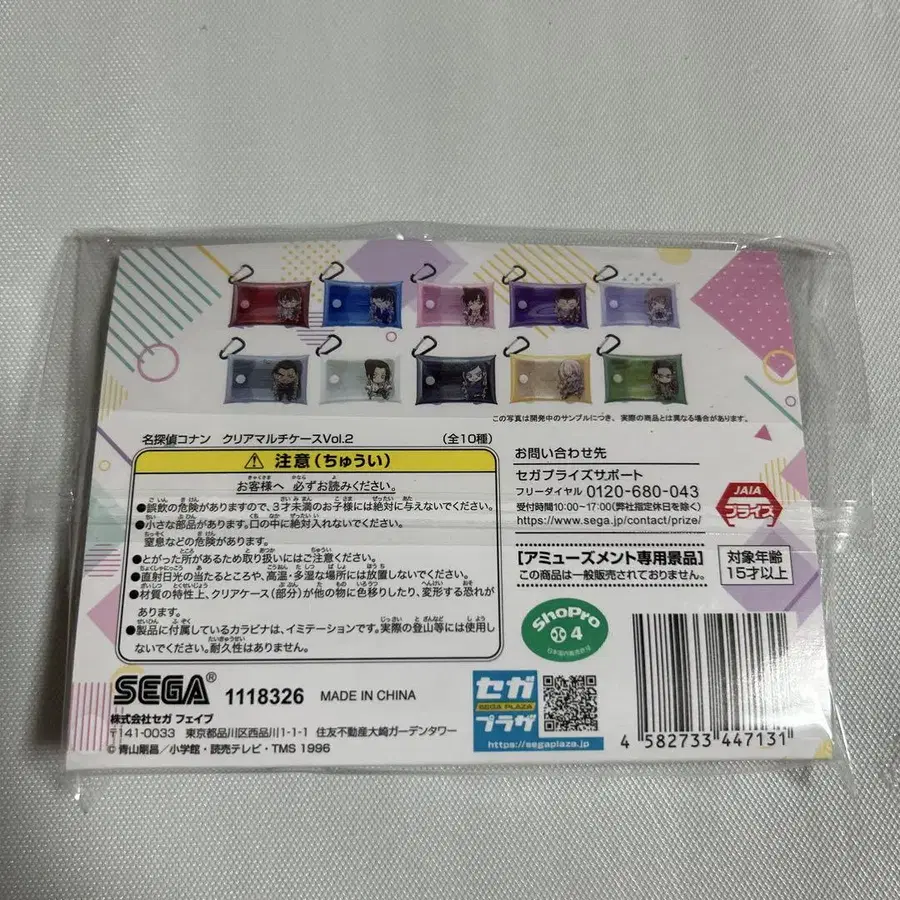 この写真は開発中のサンプルにつき、実際の商品とは異なる場合があります。
名探偵コナン クリアマルチケースVol.2 (全10種)
注意(ちゅうい)
お客様へ 必ずお読みください。
●誤飲の危険がありますので、3才未満のお子様には絶対に与えないでください。
●小さな部品があります。口の中に絶対入れないでください。
窒息などの危険があります。
●とがった所があるため取り扱いにはご注意ください。
●直射日光の当たるところや、高温・多湿な場所には放置しないでください。
●材質の特性上、クリアケース(部分)が他の物に色移りしたり、変形する恐れが
あります。
●製品に付属しているカラビナは、イミテーションです。実際の登山等には使用し
ないでください。耐久性はありません。
お問い合わせ先
セガプライズサポート
フリーダイヤル 0120-680-043
受付時間10:00~17:00(弊社指定休日を除く)
https://www.sega.jp/contact/prize/
JAIA
プライズ
【アミューズメント専用景品】
この商品は一般販売されておりません。
対象年齢
15才以上
ShoPro
4
日本国内販売専用
SEGA® 1118326 MADE IN CHINA
株式会社セガ フェイブ
〒141-0033 東京都品川区西品川1-1-1 住友不動産大崎ガーデンタワー
©青山剛昌/小学館・読売テレビ・TMS 1996
セガ
SEGA PLAZA
プラザ
https://segaplaza.jp
4 582733 447131